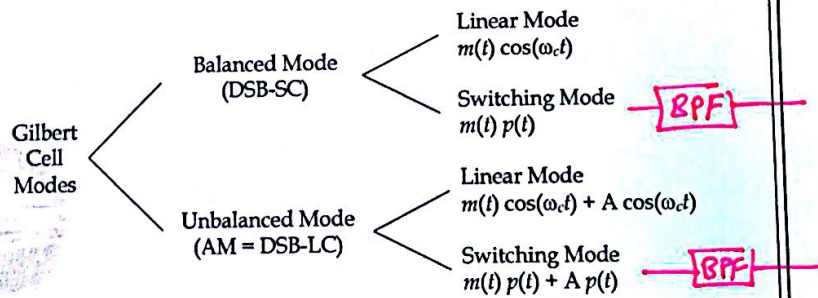 Gilbert
Cell
Modes
Balanced Mode
(DSB-SC)
Linear Mode
m(t) cos(ω_c t)
Switching Mode
m(t) p(t)
BPF
Unbalanced Mode
(AM = DSB-LC)
Linear Mode
m(t) cos(ω_c t) + A cos(ω_c t)
Switching Mode
m(t) p(t) + A p(t)
BPF